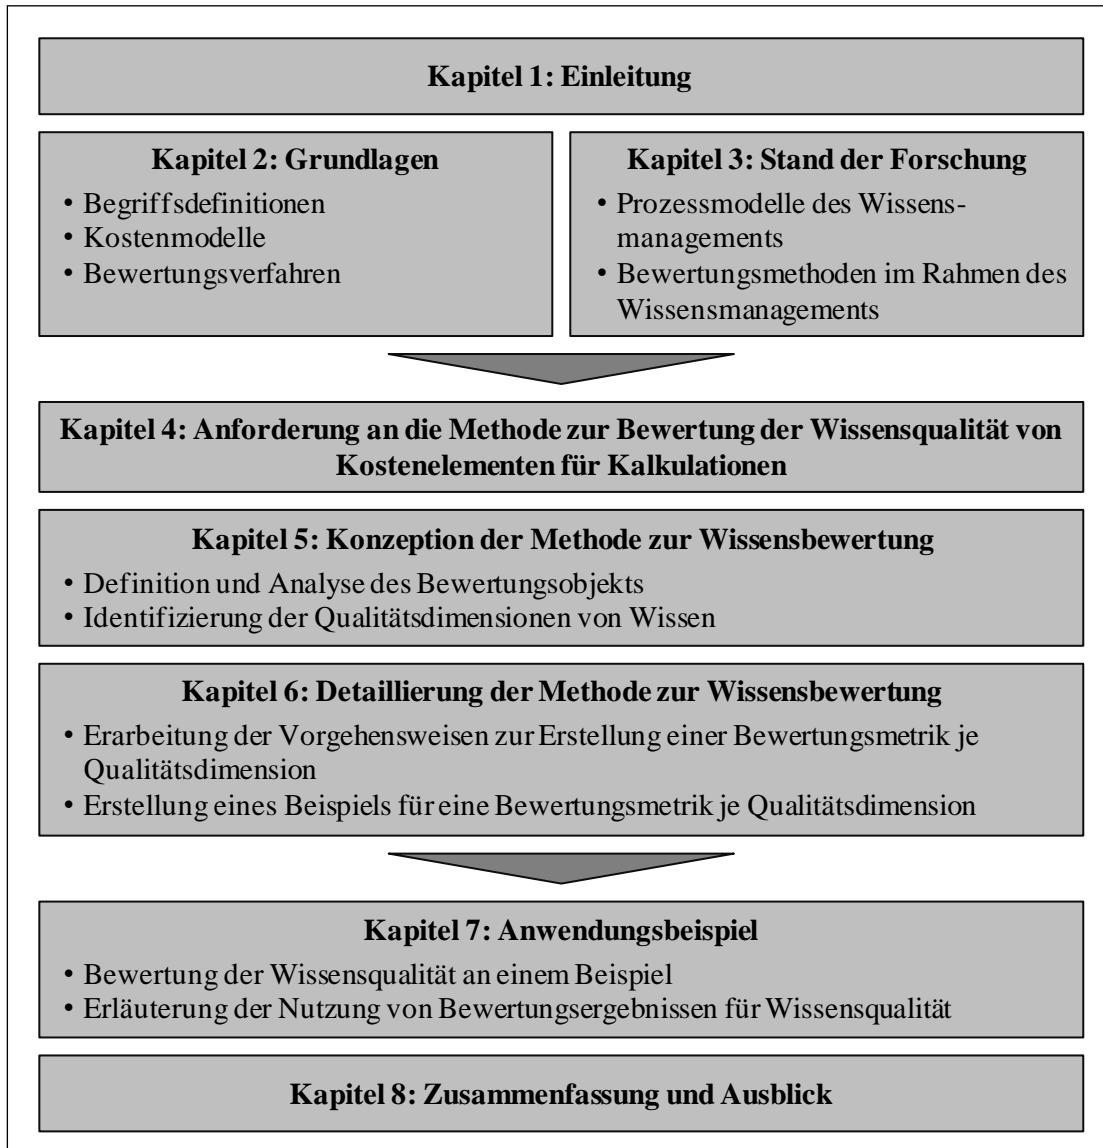 Kapitel 1: Einleitung
Kapitel 2: Grundlagen
• Begriffsdefinitionen
• Kostenmodelle
• Bewertungsverfahren
Kapitel 3: Stand der Forschung
• Prozessmodelle des Wissens-
managements
• Bewertungsmethoden im Rahmen des
Wissensmanagements
Kapitel 4: Anforderung an die Methode zur Bewertung der Wissensqualität von
Kostenelementen für Kalkulationen
Kapitel 5: Konzeption der Methode zur Wissensbewertung
• Definition und Analyse des Bewertungsobjekts
• Identifizierung der Qualitätsdimensionen von Wissen
Kapitel 6: Detaillierung der Methode zur Wissensbewertung
• Erarbeitung der Vorgehensweisen zur Erstellung einer Bewertungsmetrik je
Qualitätsdimension
• Erstellung eines Beispiels für eine Bewertungsmetrik je Qualitätsdimension
Kapitel 7: Anwendungsbeispiel
• Bewertung der Wissensqualität an einem Beispiel
• Erläuterung der Nutzung von Bewertungsergebnissen für Wissensqualität
Kapitel 8: Zusammenfassung und Ausblick